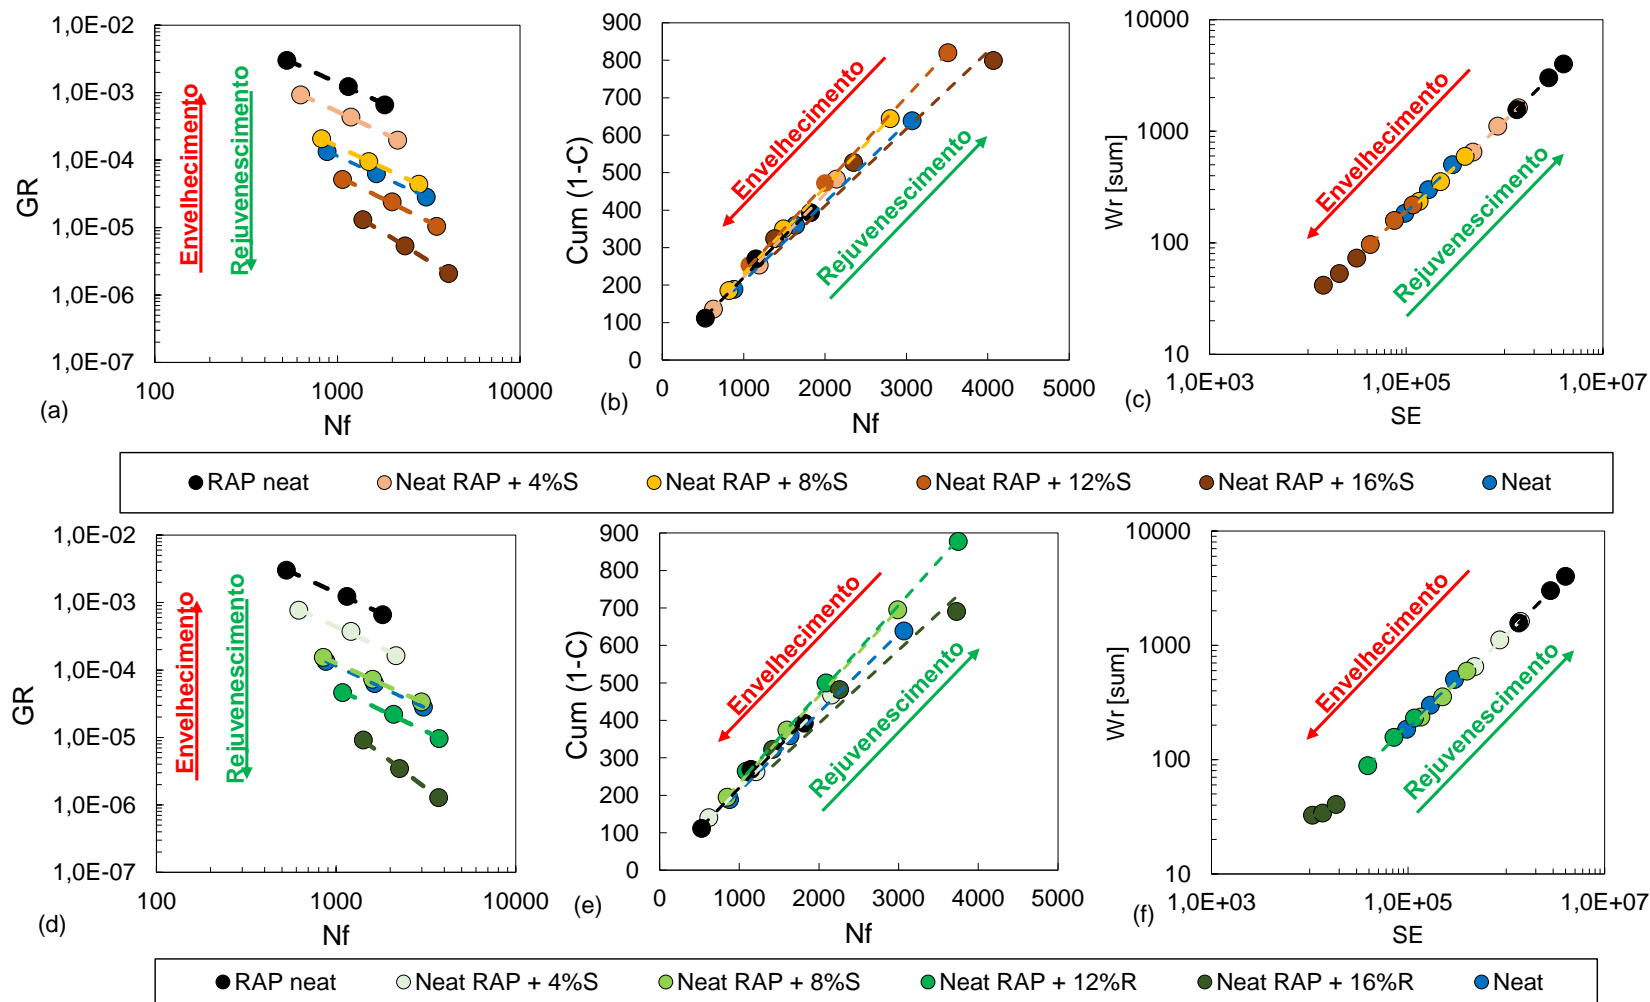 1,0E-02
1,0E-03
1,0E-04
1,0E-05
1,0E-06
1,0E-07
GR
Envelhecimento
Rejuvenescimento
100
1000
10000
(a)
Nf
900
800
700
600
500
400
300
200
100
0
Cum (1-C)
Envelhecimento
Rejuvenescimento
0
1000
2000
3000
4000
5000
(b)
Nf
10000
1000
100
10
Wr [sum]
Envelhecimento
Rejuvenescimento
1,0E+03
1,0E+05
1,0E+07
(c)
SE
RAP neat
Neat RAP + 4%S
Neat RAP + 8%S
Neat RAP + 12%S
Neat RAP + 16%S
Neat
1,0E-02
1,0E-03
1,0E-04
1,0E-05
1,0E-06
1,0E-07
GR
Envelhecimento
Rejuvenescimento
100
1000
10000
(d)
Nf
900
800
700
600
500
400
300
200
100
0
Cum (1-C)
Envelhecimento
Rejuvenescimento
0
1000
2000
3000
4000
5000
(e)
Nf
10000
1000
100
10
Wr [sum]
Envelhecimento
Rejuvenescimento
1,0E+03
1,0E+05
1,0E+07
(f)
SE
RAP neat
Neat RAP + 4%S
Neat RAP + 8%S
Neat RAP + 12%R
Neat RAP + 16%R
Neat